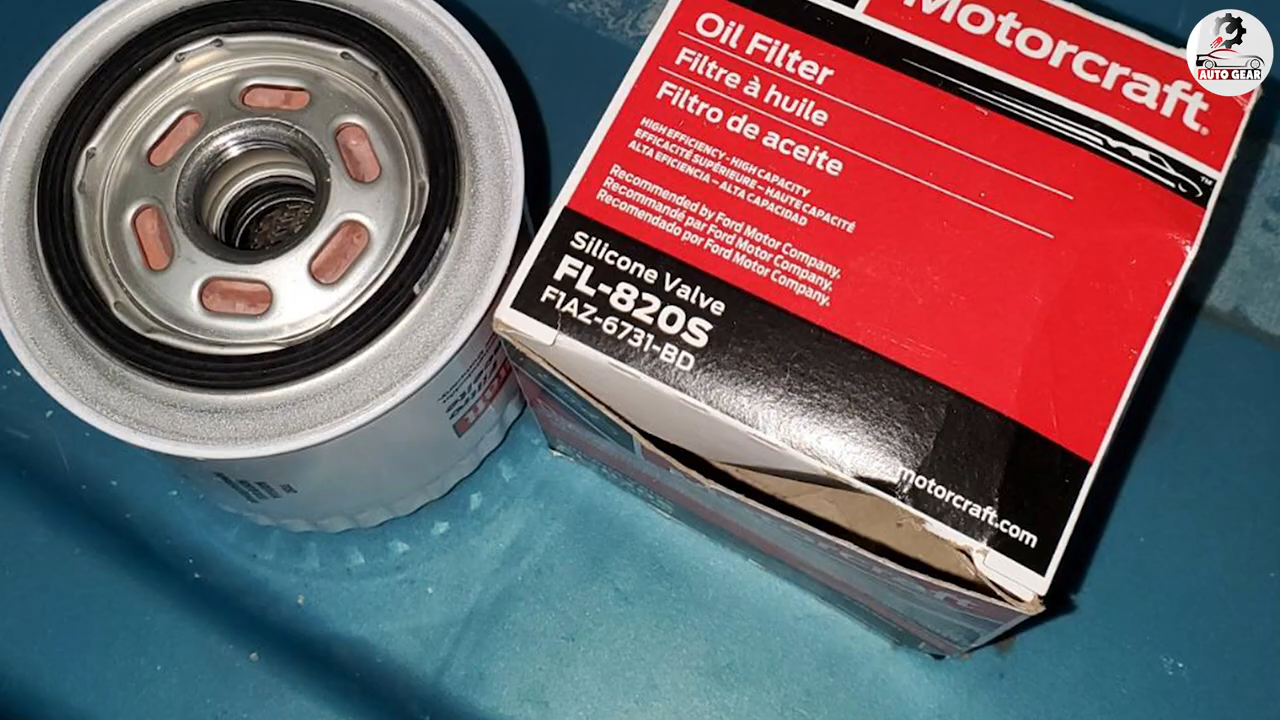 Motorcraft®
Oil Filter
Filtre à huile
Filtro de aceite
HIGH EFFICIENCY - HIGH CAPACITY
EFFICACITÉ SUPÉRIEURE – HAUTE CAPACITÉ
ALTA EFICIENCIA – ALTA CAPACIDAD
Recommended by Ford Motor Company.
Recommandé par Ford Motor Company.
Recomendado por Ford Motor Company.
TM
Silicone Valve
FL-820S
F1AZ-6731-BD
motorcraft.com
AUTO GEAR